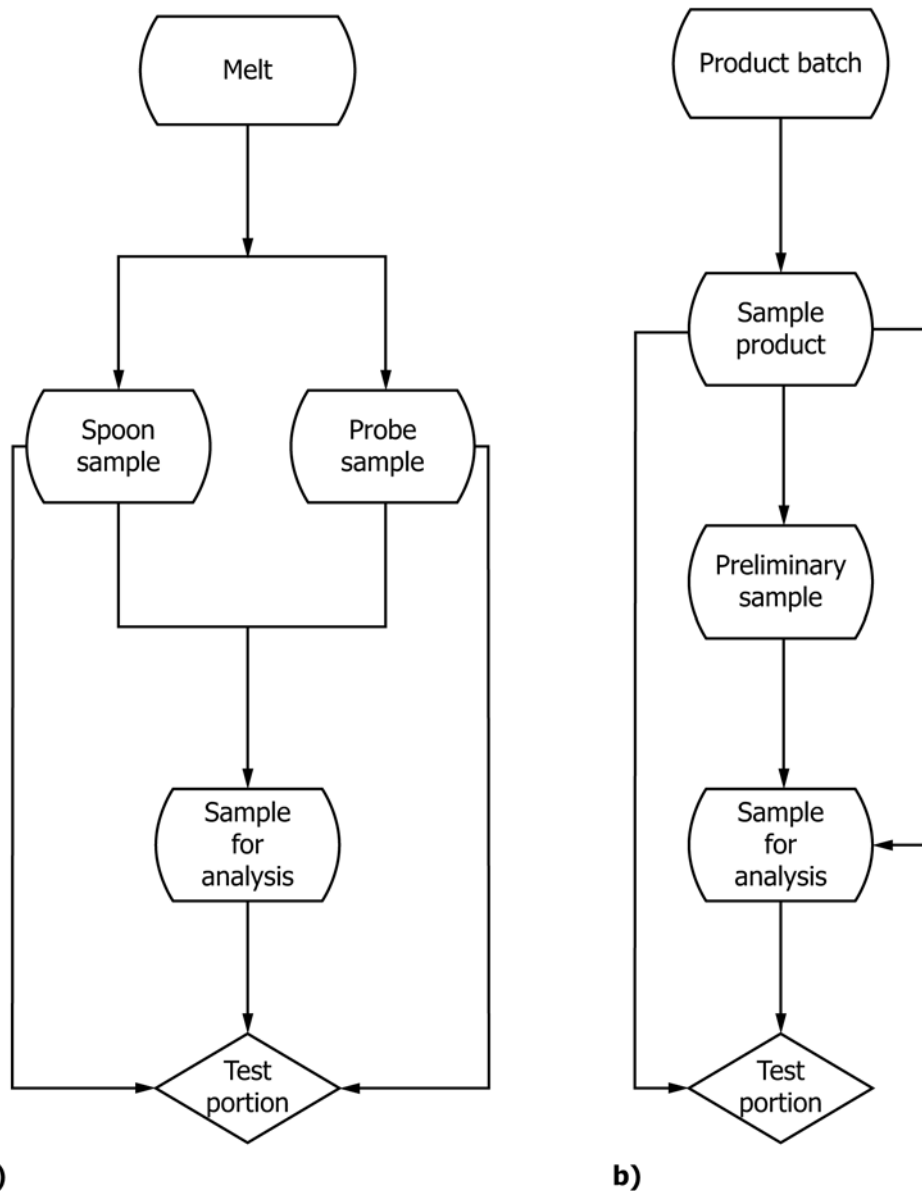 Melt
Spoon
sample
Probe
sample
Sample
for
analysis
Test
portion
)
Product batch
Sample
product
Preliminary
sample
Sample
for
analysis
Test
portion
b)